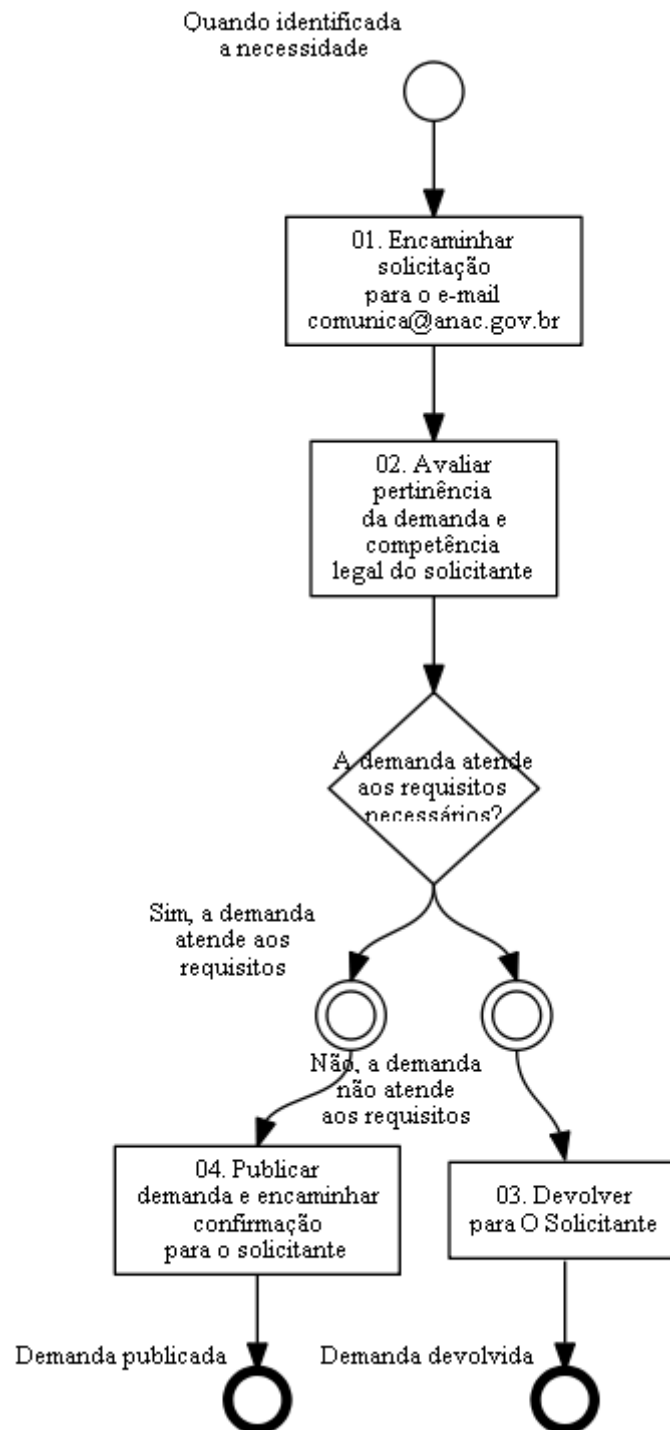 Quando identificada
a necessidade
01. Encaminhar
solicitação
para o e-mail
comunica@anac.gov.br
02. Avaliar
pertinência
da demanda e
competência
legal do solicitante
A demanda atende
aos requisitos
necessários?
Sim, a demanda
atende aos
requisitos
Não, a demanda
não atende
aos requisitos
04. Publicar
demanda e encaminhar
confirmação
para o solicitante
03. Devolver
para O Solicitante
Demanda publicada
Demanda devolvida